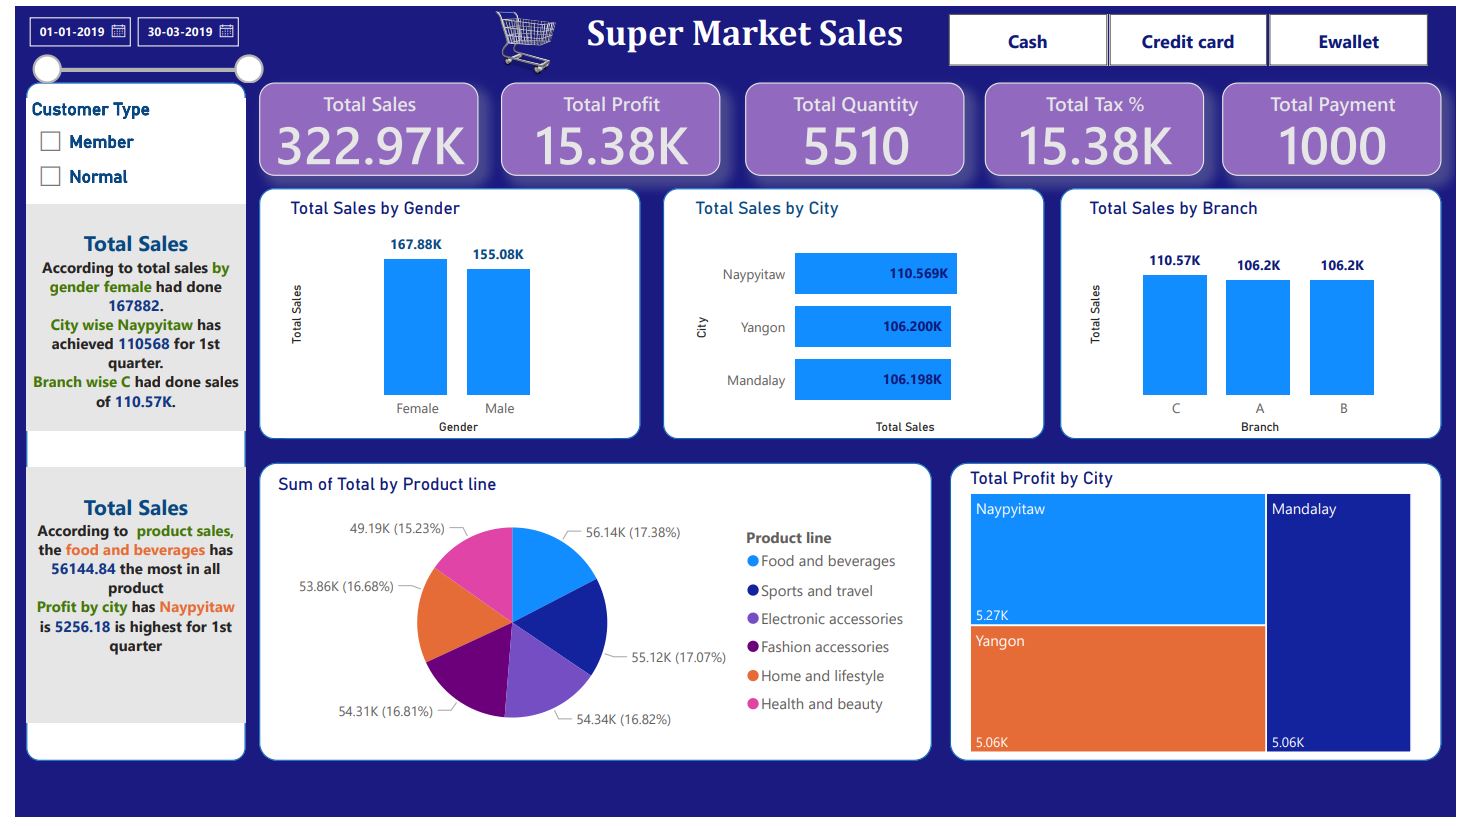 01-01-2019
30-03-2019
Super Market Sales
Cash
Credit card
Ewallet
Customer Type
Member
Normal
Total Sales
322.97K
Total Profit
15.38K
Total Quantity
5510
Total Tax %
15.38K
Total Payment
1000
Total Sales
According to total sales by
gender female had done
167882.
City wise Naypyitaw has
achieved 110568 for 1st
quarter.
Branch wise C had done sales
of 110.57K.
Total Sales
According to product sales,
the food and beverages has
56144.84 the most in all
product
Profit by city has Naypyitaw
is 5256.18 is highest for 1st
quarter
Total Sales by Gender
167.88K
155.08K
Total Sales
Female
Male
Gender
Total Sales by City
City
Naypyitaw
110.569K
Yangon
106.200K
Mandalay
106.198K
Total Sales
Total Sales by Branch
110.57K
106.2K
106.2K
Total Sales
C
A
B
Branch
Sum of Total by Product line
49.19K (15.23%)
56.14K (17.38%)
53.86K (16.68%)
55.12K (17.07%)
54.31K (16.81%)
54.34K (16.82%)
Product line
Food and beverages
Sports and travel
Electronic accessories
Fashion accessories
Home and lifestyle
Health and beauty
Total Profit by City
Naypyitaw
5.27K
Yangon
5.06K
Mandalay
5.06K